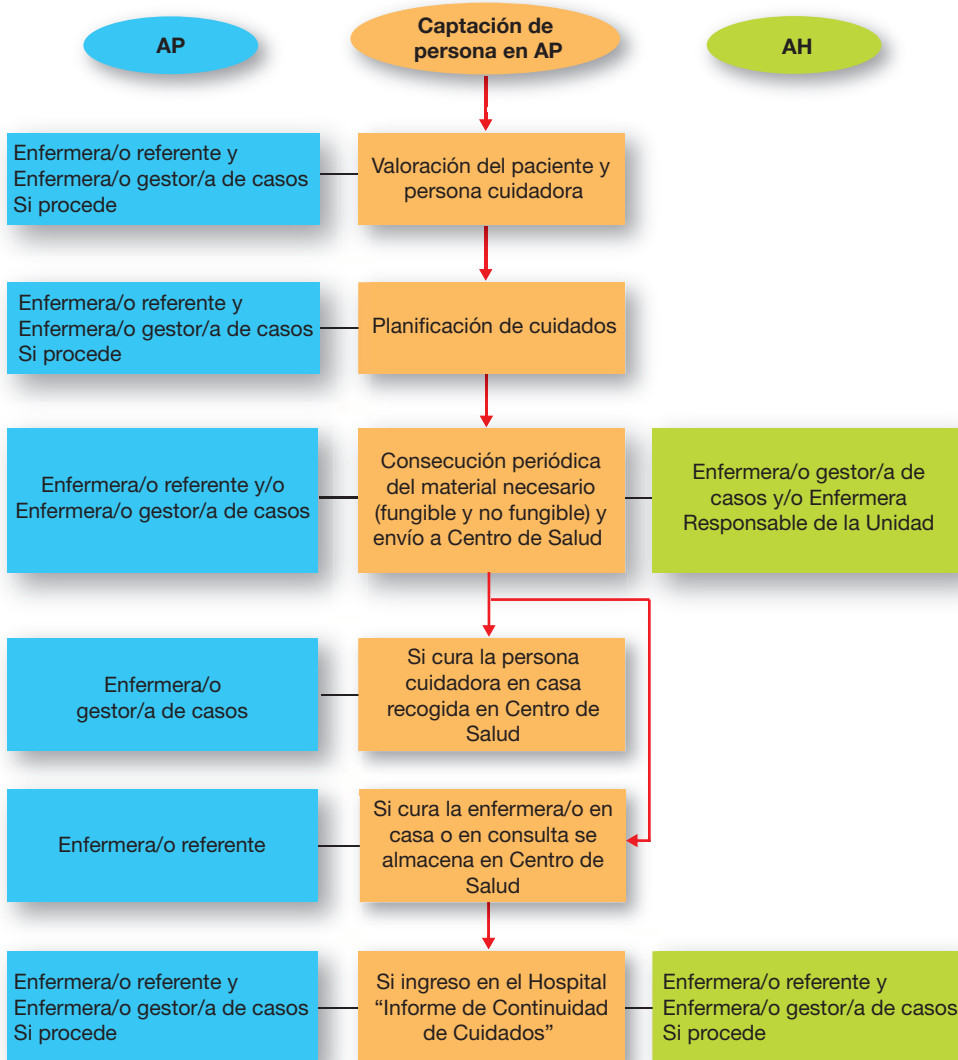 AP
Captación de
persona en AP
AH
Enfermera/o referente y
Enfermera/o gestor/a de casos
Si procede
Valoración del paciente y
persona cuidadora
Enfermera/o referente y
Enfermera/o gestor/a de casos
Si procede
Planificación de cuidados
Enfermera/o referente y/o
Enfermera/o gestor/a de casos
Consecución periódica
del material necesario
(fungible y no fungible) y
envío a Centro de Salud
Enfermera/o gestor/a de
casos y/o Enfermera
Responsable de la Unidad
Enfermera/o
gestor/a de casos
Si cura la persona
cuidadora en casa
recogida en Centro de
Salud
Enfermera/o referente
Si cura la enfermera/o en
casa o en consulta se
almacena en Centro de
Salud
Enfermera/o referente y
Enfermera/o gestor/a de casos
Si procede
Si ingreso en el Hospital
“Informe de Continuidad
de Cuidados”
Enfermera/o referente y
Enfermera/o gestor/a de casos
Si procede